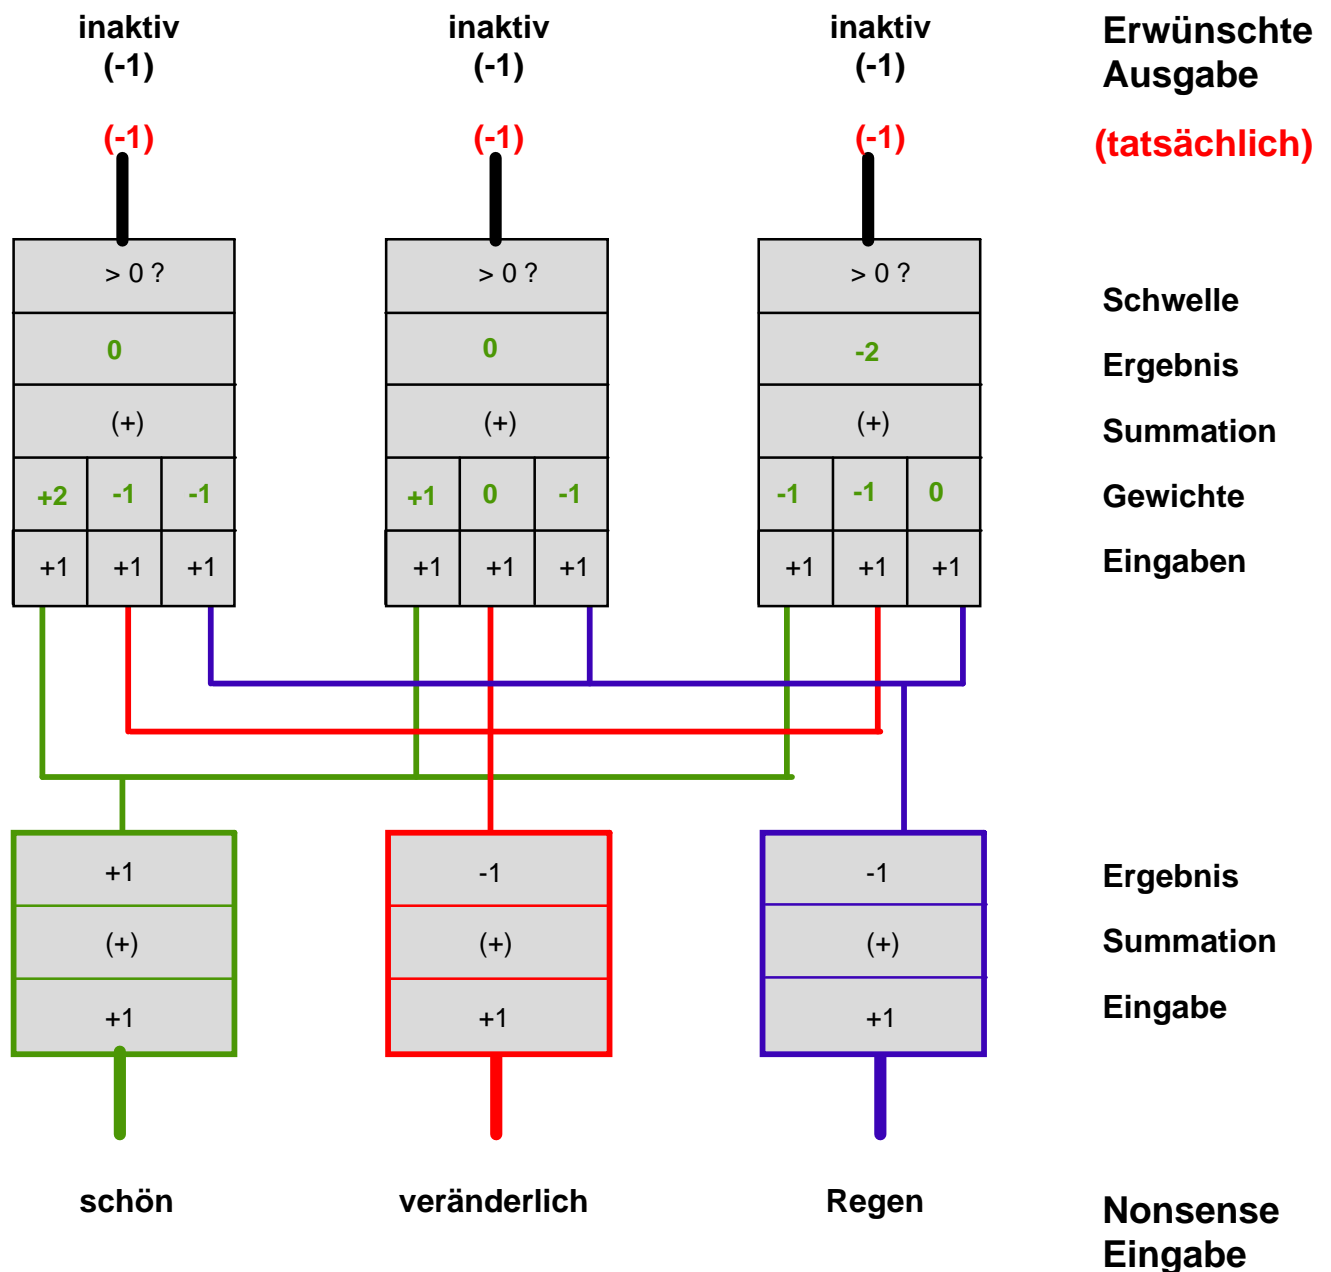 inaktiv inaktiv inaktiv Erwünschte
(-1) (-1) (-1) Ausgabe
(-1) (-1) (-1) (tatsächlich)
> 0 ? > 0 ? > 0 ?
Schwelle
0 0 -2
Ergebnis
(+) (+) (+)
Summation
+2 -1 -1 +1 0 -1 -1 -1 0 Gewichte
+1 +1 +1 +1 +1 +1 +1 +1 +1 Eingaben
+1 -1 -1 Ergebnis
(+) (+) (+) Summation
+1 +1 +1 Eingabe
schön veränderlich Regen Nonsense
Eingabe